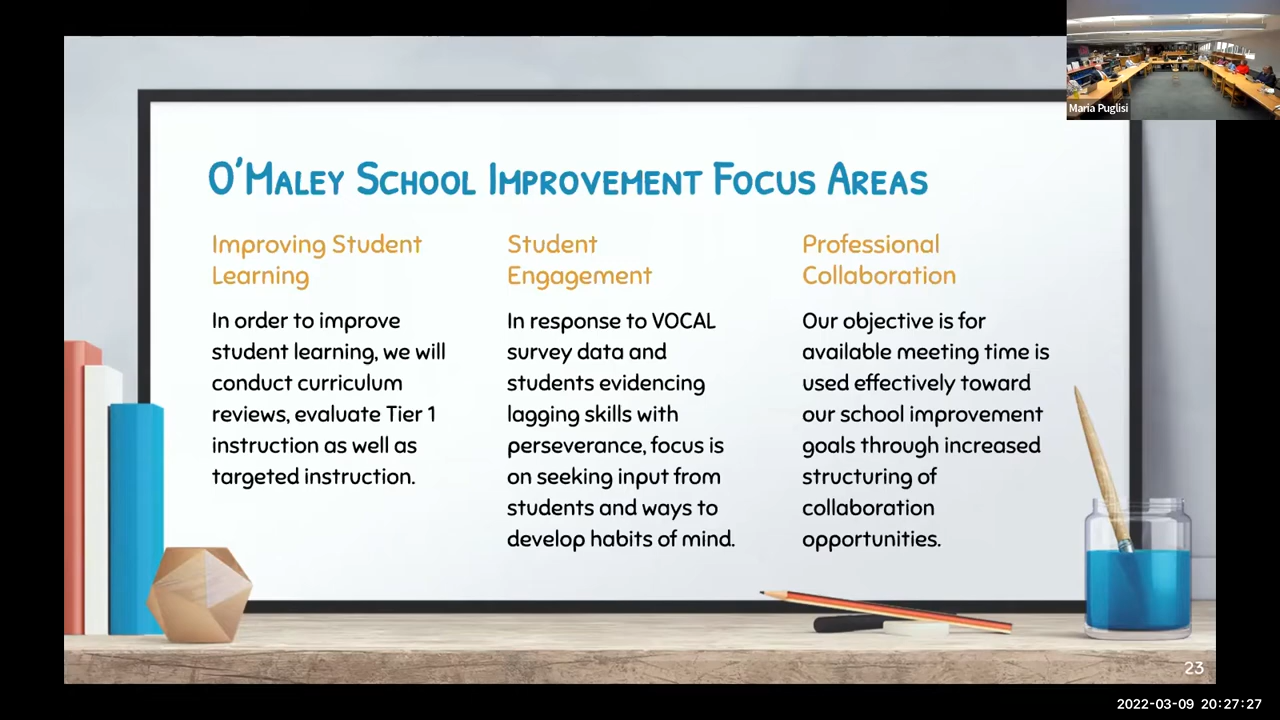 Maria Puglisi
O'Maley School Improvement Focus Areas
Improving Student
Learning
In order to improve
student learning, we will
conduct curriculum
reviews, evaluate Tier 1
instruction as well as
targeted instruction.
Student
Engagement
In response to VOCAL
survey data and
students evidencing
lagging skills with
perseverance, focus is
on seeking input from
students and ways to
develop habits of mind.
Professional
Collaboration
Our objective is for
available meeting time is
used effectively toward
our school improvement
goals through increased
structuring of
collaboration
opportunities.
23
2022-03-09 20:27:27